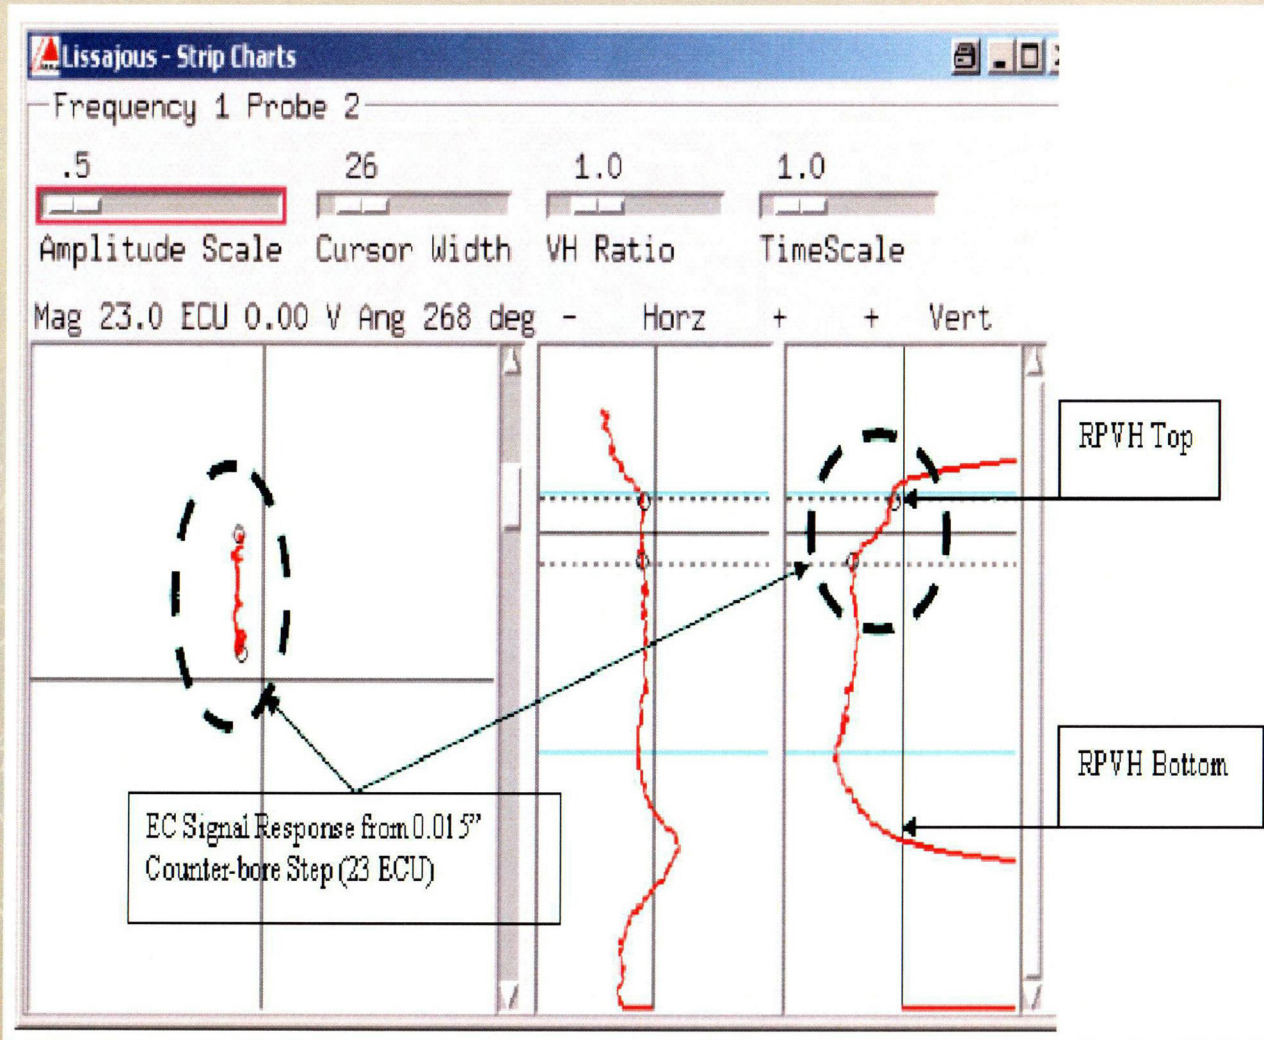 Lissajous - Strip Charts
Frequency 1 Probe 2
.5 26 1.0 1.0
Amplitude Scale Cursor Width VH Ratio TimeScale
Mag 23.0 ECU 0.00 V Ang 268 deg - Horz + + Vert
RPVH Top
RPVH Bottom
EC Signal Response from 0.015”
Counter-bore Step (23 ECU)